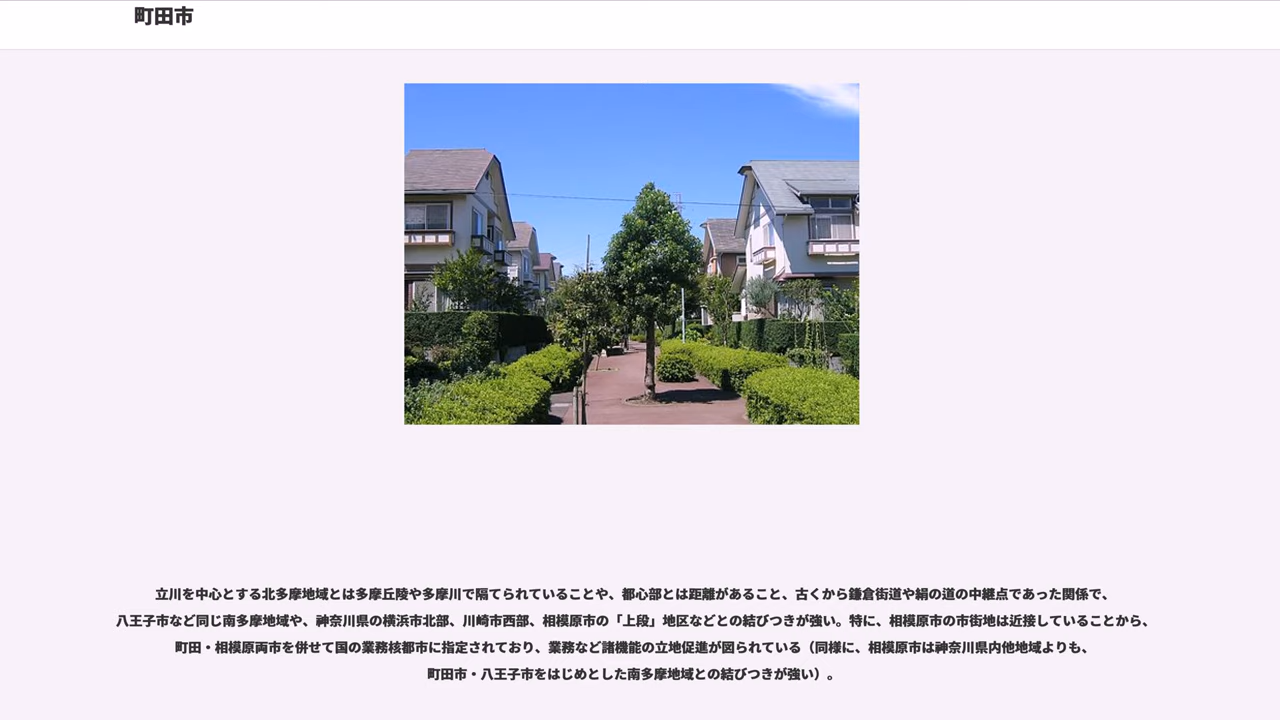 町田市
立川を中心とする北多摩地域とは多摩丘陵や多摩川で隔てられていることや、都心部とは距離があること、古くから鎌倉街道や絹の道の中継点であった関係で、
八王子市など同じ南多摩地域や、神奈川県の横浜市北部、川崎市西部、相模原市の「上段」地区などとの結びつきが強い。特に、相模原市の市街地は近接していることから、
町田・相模原両市を併せて国の業務核都市に指定されており、業務など諸機能の立地促進が図られている（同様に、相模原市は神奈川県内他地域よりも、
町田市・八王子市をはじめとした南多摩地域との結びつきが強い）。